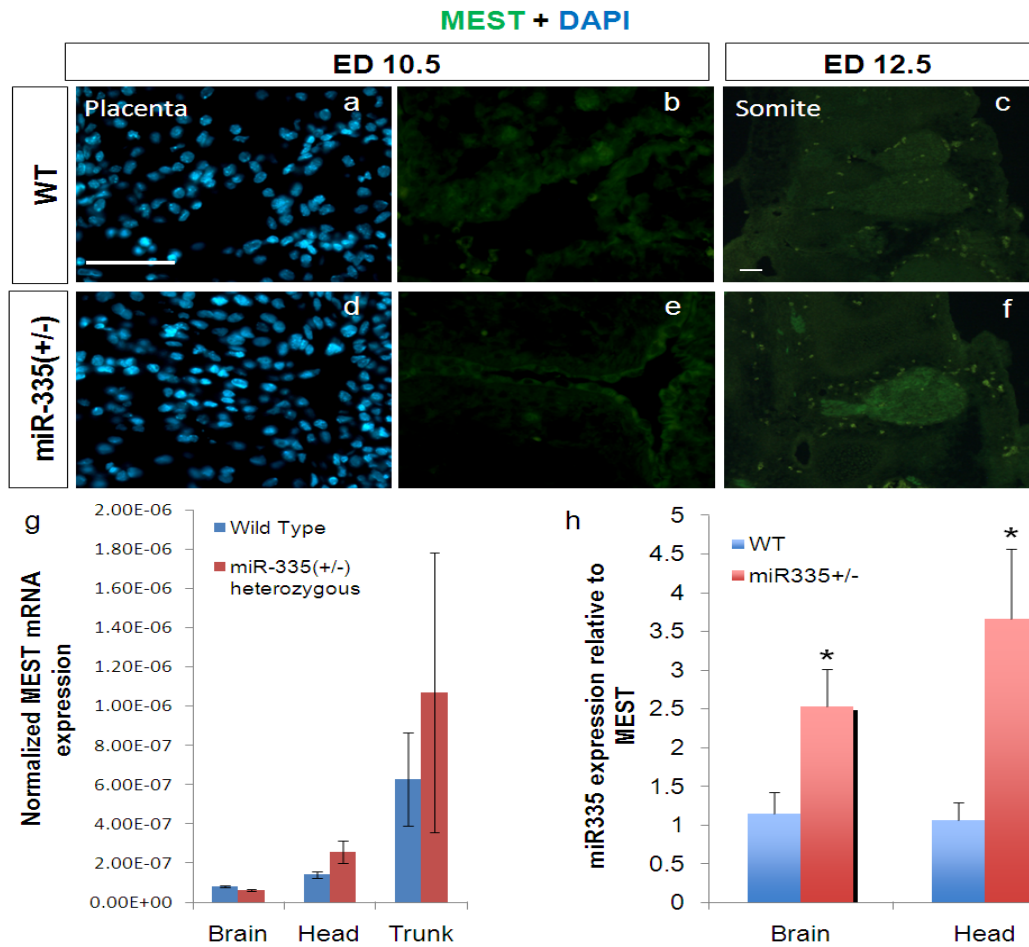 MEST + DAPI
ED 10.5
ED 12.5
WT
Placenta
a
b
Somite
c
miR-335(+/-)
d
e
f
g
Normalized MEST mRNA
expression
2.00E-06
1.80E-06
1.60E-06
1.40E-06
1.20E-06
1.00E-06
8.00E-07
6.00E-07
4.00E-07
2.00E-07
0.00E+00
Wild Type
miR-335(+/-)
heterozygous
Brain
Head
Trunk
h
miR335 expression relative to
MEST
5
4.5
4
3.5
3
2.5
2
1.5
1
0.5
0
WT
miR335+/-
*
*
Brain
Head